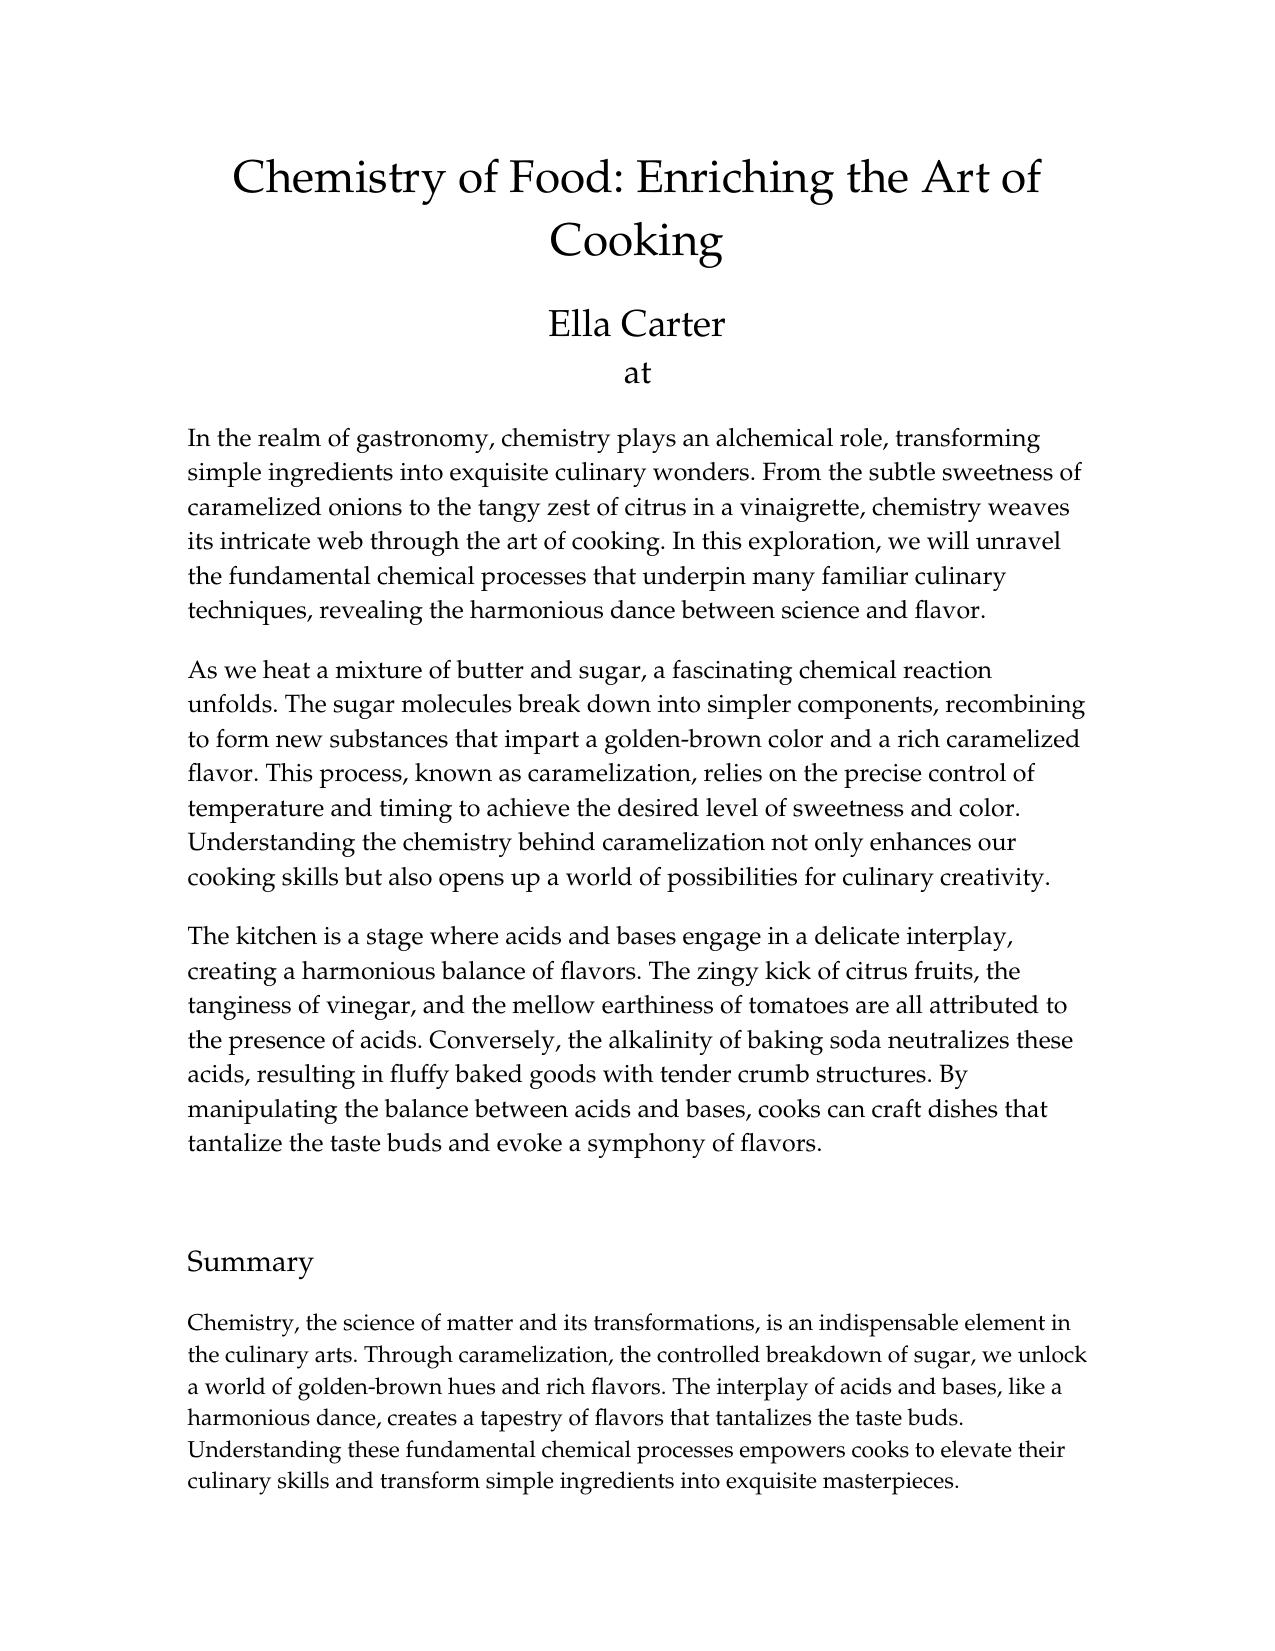 Chemistry of Food: Enriching the Art of
Cooking
Ella Carter
at
In the realm of gastronomy, chemistry plays an alchemical role, transforming
simple ingredients into exquisite culinary wonders. From the subtle sweetness of
caramelized onions to the tangy zest of citrus in a vinaigrette, chemistry weaves
its intricate web through the art of cooking. In this exploration, we will unravel
the fundamental chemical processes that underpin many familiar culinary
techniques, revealing the harmonious dance between science and flavor.
As we heat a mixture of butter and sugar, a fascinating chemical reaction
unfolds. The sugar molecules break down into simpler components, recombining
to form new substances that impart a golden-brown color and a rich caramelized
flavor. This process, known as caramelization, relies on the precise control of
temperature and timing to achieve the desired level of sweetness and color.
Understanding the chemistry behind caramelization not only enhances our
cooking skills but also opens up a world of possibilities for culinary creativity.
The kitchen is a stage where acids and bases engage in a delicate interplay,
creating a harmonious balance of flavors. The zingy kick of citrus fruits, the
tanginess of vinegar, and the mellow earthiness of tomatoes are all attributed to
the presence of acids. Conversely, the alkalinity of baking soda neutralizes these
acids, resulting in fluffy baked goods with tender crumb structures. By
manipulating the balance between acids and bases, cooks can craft dishes that
tantalize the taste buds and evoke a symphony of flavors.
Summary
Chemistry, the science of matter and its transformations, is an indispensable element in
the culinary arts. Through caramelization, the controlled breakdown of sugar, we unlock
a world of golden-brown hues and rich flavors. The interplay of acids and bases, like a
harmonious dance, creates a tapestry of flavors that tantalizes the taste buds.
Understanding these fundamental chemical processes empowers cooks to elevate their
culinary skills and transform simple ingredients into exquisite masterpieces.